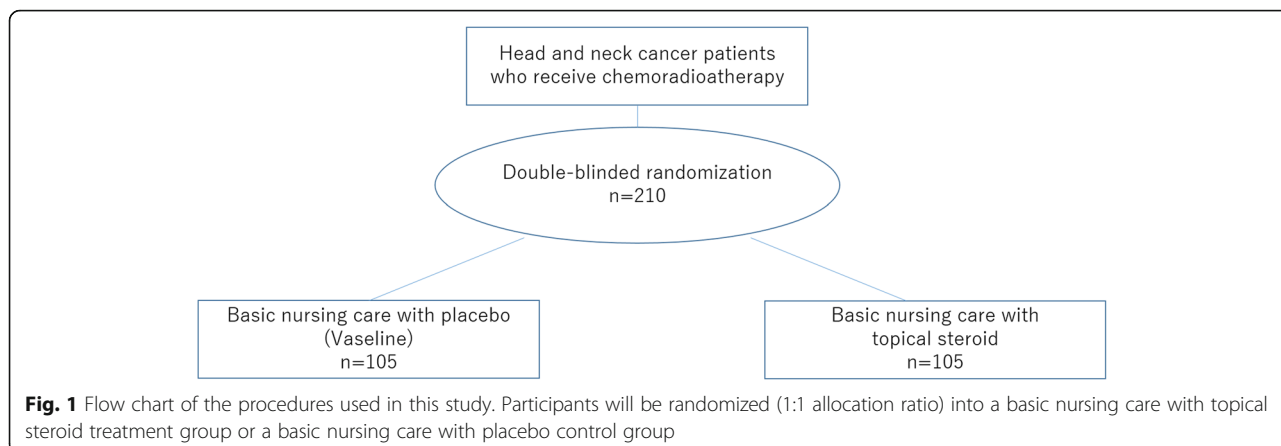 Head and neck cancer patients
who receive chemoradioatherapy
Double-blinded randomization
n=210
Basic nursing care with placebo
(Vaseline)
n=105
Basic nursing care with
topical steroid
n=105
Fig. 1 Flow chart of the procedures used in this study. Participants will be randomized (1:1 allocation ratio) into a basic nursing care with topical
steroid treatment group or a basic nursing care with placebo control group